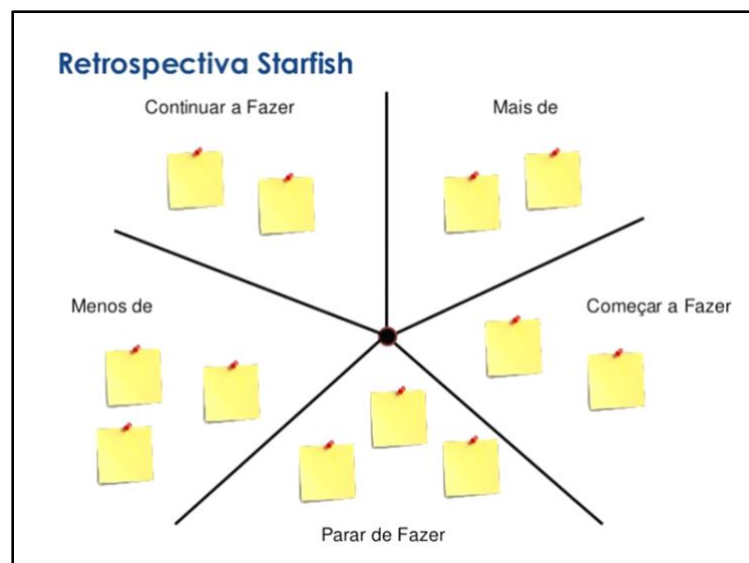 Retrospectiva Starfish
Continuar a Fazer
Mais de
Menos de
Começar a Fazer
Parar de Fazer